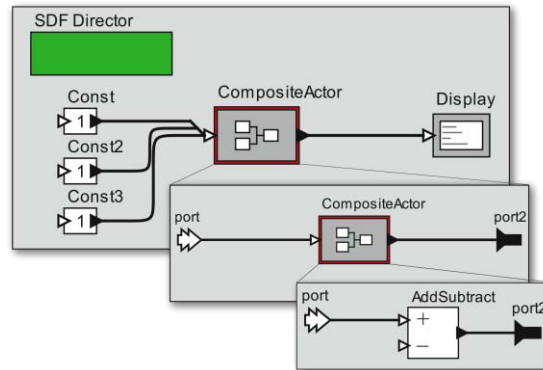 SDF Director
Const
1
CompositeActor
Display
Const2
1
Const3
1
CompositeActor
port
port2
port
AddSubtract
port2
+
−